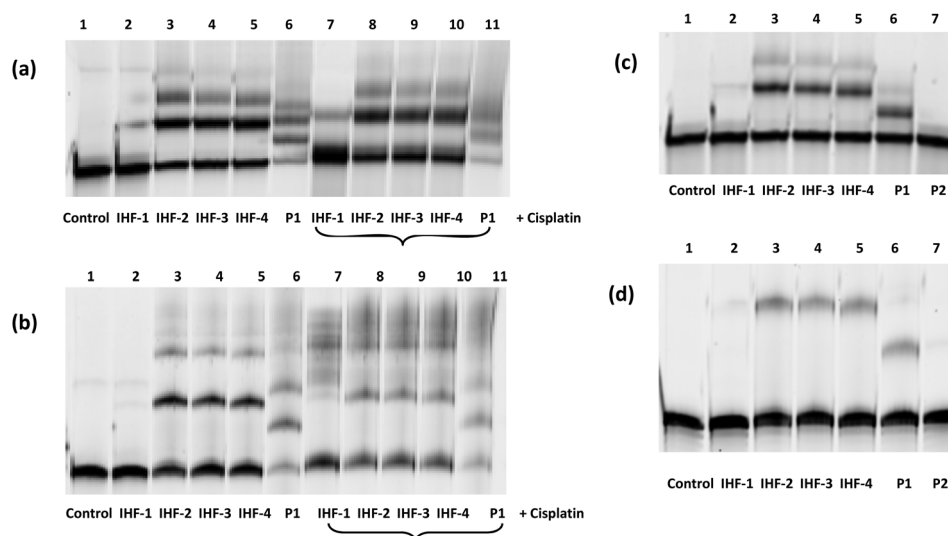 1 2 3 4 5 6 7 8 9 10 11
(a)
Control IHF-1 IHF-2 IHF-3 IHF-4 P1 IHF-1 IHF-2 IHF-3 IHF-4 P1 + Cisplatin
1 2 3 4 5 6 7 8 9 10 11
(b)
Control IHF-1 IHF-2 IHF-3 IHF-4 P1 IHF-1 IHF-2 IHF-3 IHF-4 P1 + Cisplatin
1 2 3 4 5 6 7
(c)
Control IHF-1 IHF-2 IHF-3 IHF-4 P1 P2
1 2 3 4 5 6 7
(d)
Control IHF-1 IHF-2 IHF-3 IHF-4 P1 P2